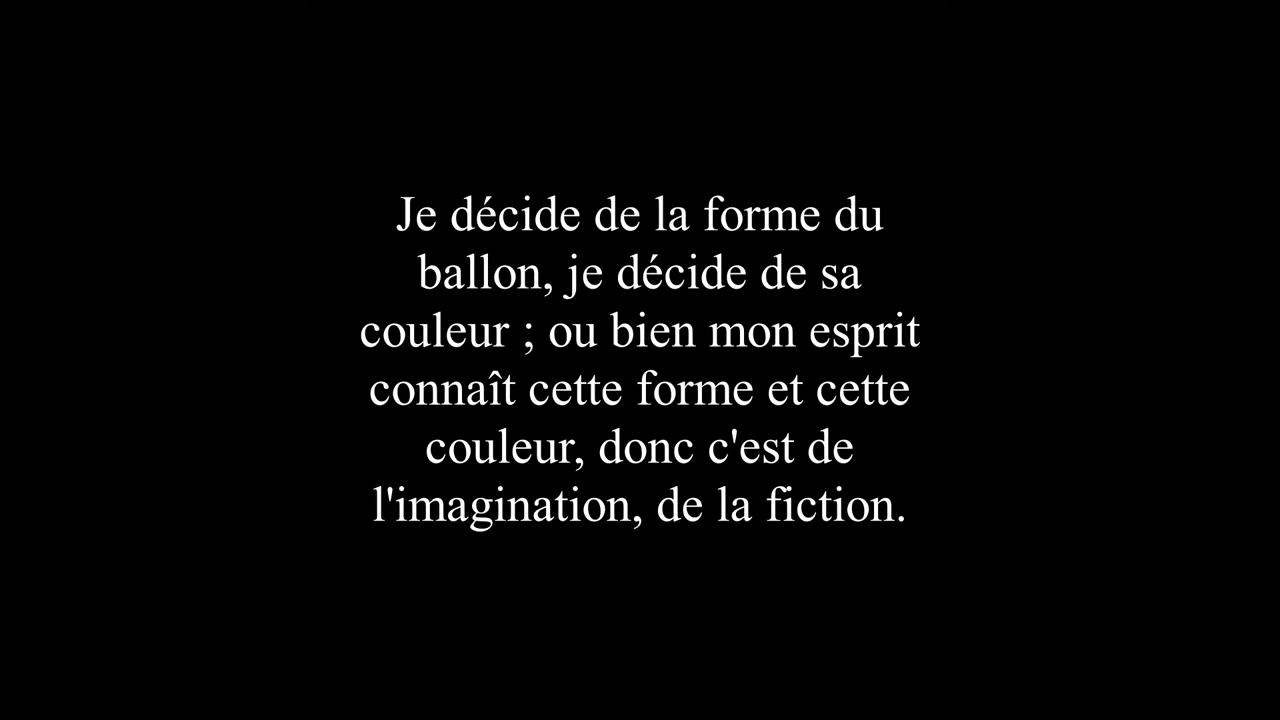 Je décide de la forme du
ballon, je décide de sa
couleur ; ou bien mon esprit
connaît cette forme et cette
couleur, donc c'est de
l'imagination, de la fiction.